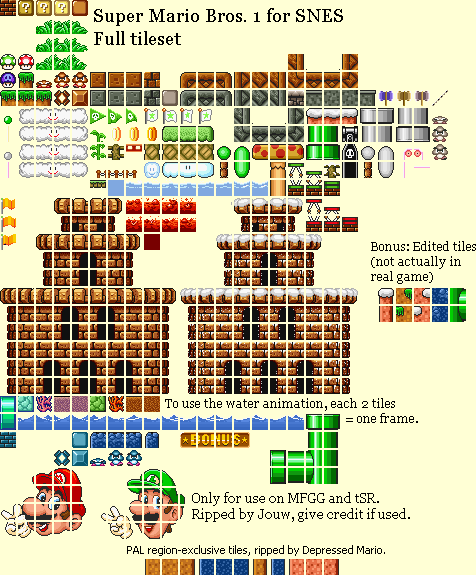 Super Mario Bros. 1 for SNES
Full tileset
Bonus: Edited tiles
(not actually in
real game)
To use the water animation, each 2 tiles
= one frame.
BONUS
Only for use on MFGG and tSR.
Ripped by Jouw, give credit if used.
PAL region-exclusive tiles, ripped by Depressed Mario.